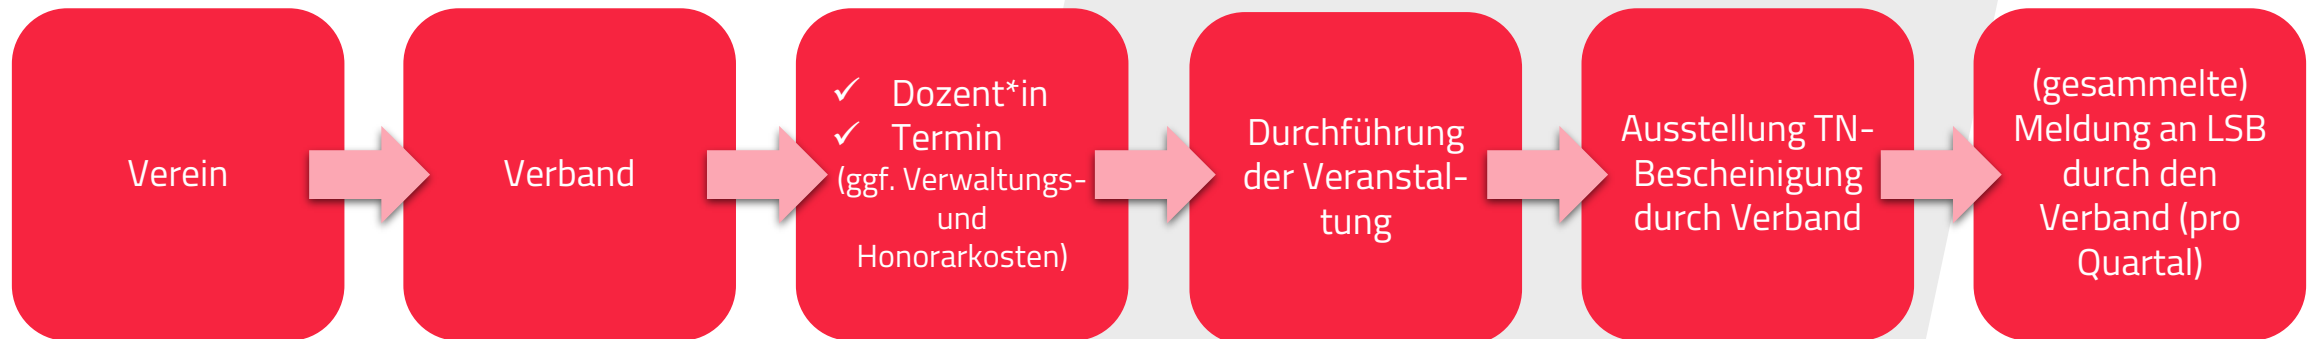 Verein
Verband
✓ Dozent*in
✓ Termin
(ggf. Verwaltungs-
und
Honorarkosten)
Durchführung
der Veranstal-
tung
Ausstellung TN-
Bescheinigung
durch Verband
(gesammelte)
Meldung an LSB
durch den
Verband (pro
Quartal)